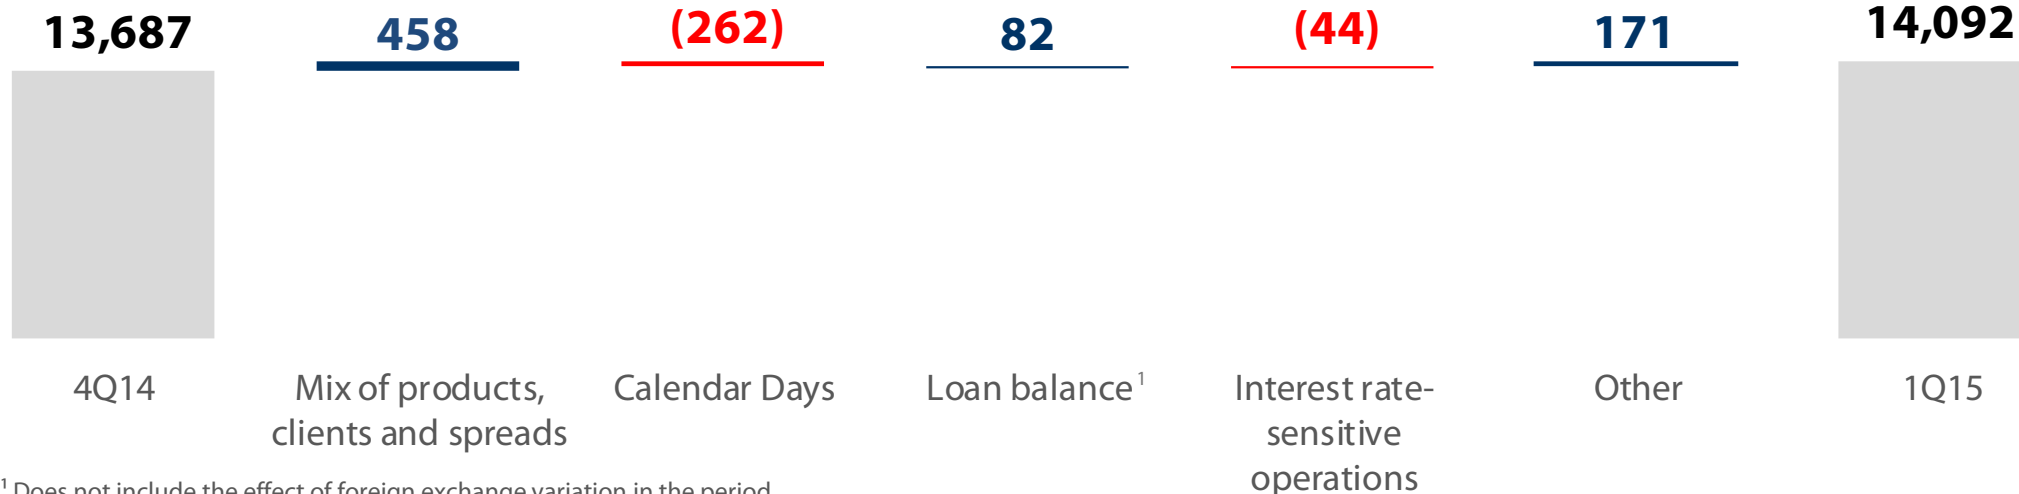 13,687 458 (262) 82 (44) 171 14,092
4Q14 Mix of products, Calendar Days Loan balance¹ Interest rate- Other 1Q15
clients and spreads sensitive
operations
¹ Does not include the effect of foreign exchange variation in the period